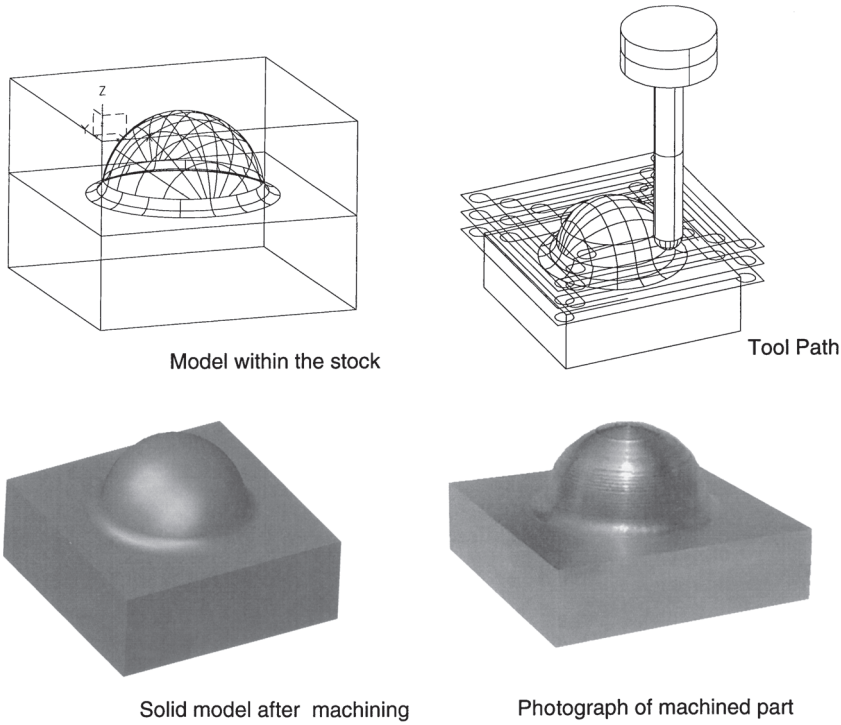 Z
Y
Model within the stock
Tool Path
Solid model after machining
Photograph of machined part